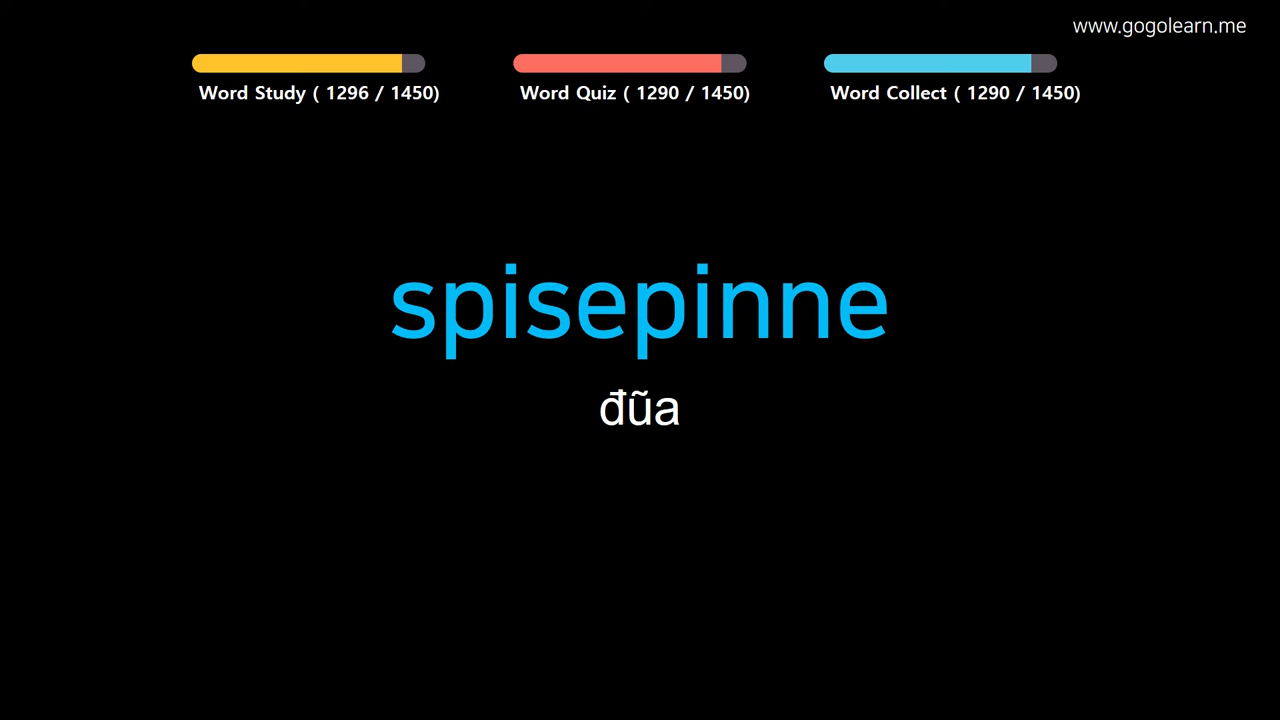 www.gogolearn.me
Word Study ( 1296 / 1450)
Word Quiz ( 1290 / 1450)
Word Collect ( 1290 / 1450)
spisepinne
đũa